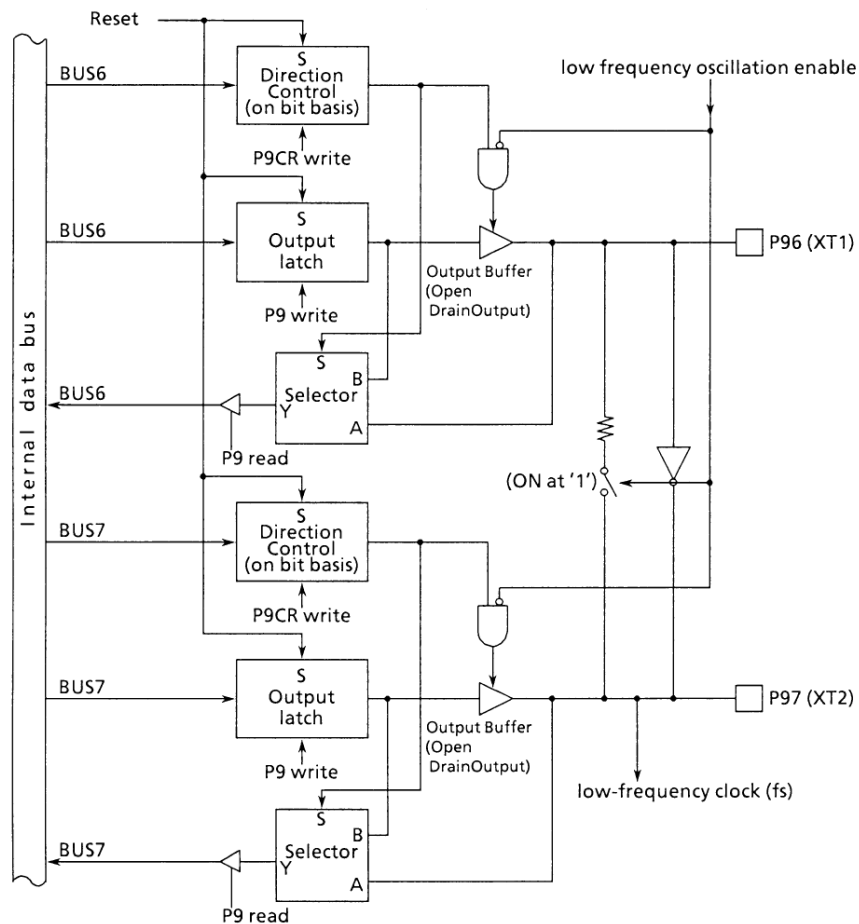 Reset
BUS6
S
Direction
Control
(on bit basis)
low frequency oscillation enable
P9CR write
BUS6
S
Output
latch
Output Buffer
(Open
DrainOutput)
P96 (XT1)
P9 write
S
B
BUS6
Selector
Y
A
P9 read
(ON at '1')
Internal data bus
S
BUS7
Direction
Control
(on bit basis)
P9CR write
S
BUS7
Output
latch
Output Buffer
(Open
DrainOutput)
P97 (XT2)
P9 write
low-frequency clock (fs)
S
B
BUS7
Selector
Y
A
P9 read